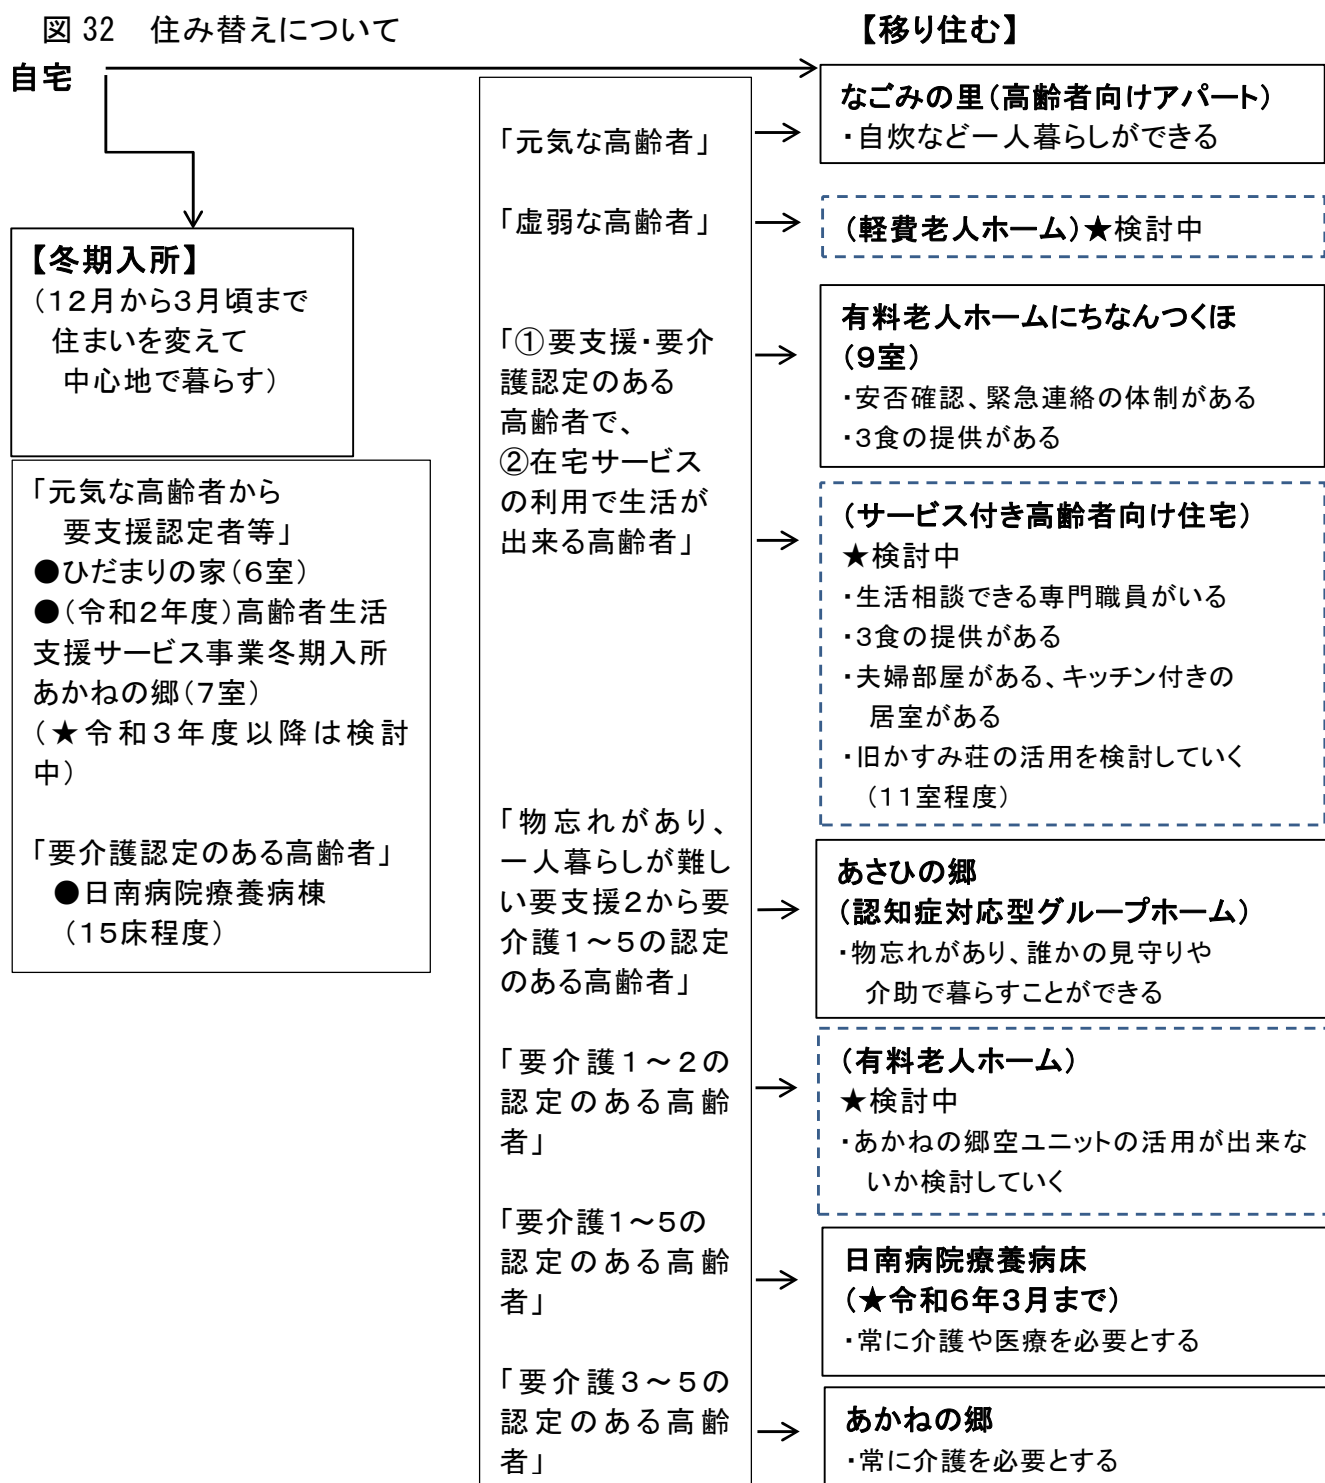 図32　住み替えについて
【移り住む】
自宅
【冬期入所】
（12月から3月頃まで
住まいを変えて
中心地で暮らす）
「元気な高齢者から
要支援認定者等」
●ひだまりの家（6室）
●（令和2年度）高齢者生活
支援サービス事業冬期入所
あかねの郷（7室）
（★令和3年度以降は検討
中）
「要介護認定のある高齢者」
●日南病院療養病棟
（15床程度）
「元気な高齢者」
「虚弱な高齢者」
「①要支援・要介
護認定のある
高齢者で、
②在宅サービス
の利用で生活が
出来る高齢者」
「物忘れがあり、
一人暮らしが難し
い要支援2から要
介護1～5の認定
のある高齢者」
「要介護1～2の
認定のある高齢
者」
「要介護1～5の
認定のある高齢
者」
「要介護3～5の
認定のある高齢
者」
なごみの里（高齢者向けアパート）
・自炊など一人暮らしができる
（軽費老人ホーム）★検討中
有料老人ホームにちなんつくほ
（9室）
・安否確認、緊急連絡の体制がある
・3食の提供がある
（サービス付き高齢者向け住宅）
★検討中
・生活相談できる専門職員がいる
・3食の提供がある
・夫婦部屋がある、キッチン付きの
居室がある
・旧かすみ荘の活用を検討していく
（11室程度）
あさひの郷
（認知症対応型グループホーム）
・物忘れがあり、誰かの見守りや
介助で暮らすことができる
（有料老人ホーム）
★検討中
・あかねの郷空ユニットの活用が出来な
いか検討していく
日南病院療養病床
（★令和6年3月まで）
・常に介護や医療を必要とする
あかねの郷
・常に介護を必要とする